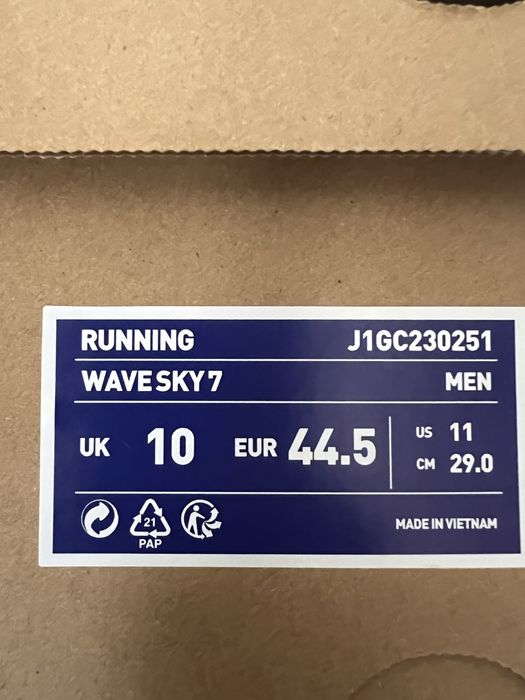 RUNNING J1GC230251
WAVE SKY 7 MEN
UK 10 EUR 44.5 US 11
CM 29.0
21
PAP
MADE IN VIETNAM